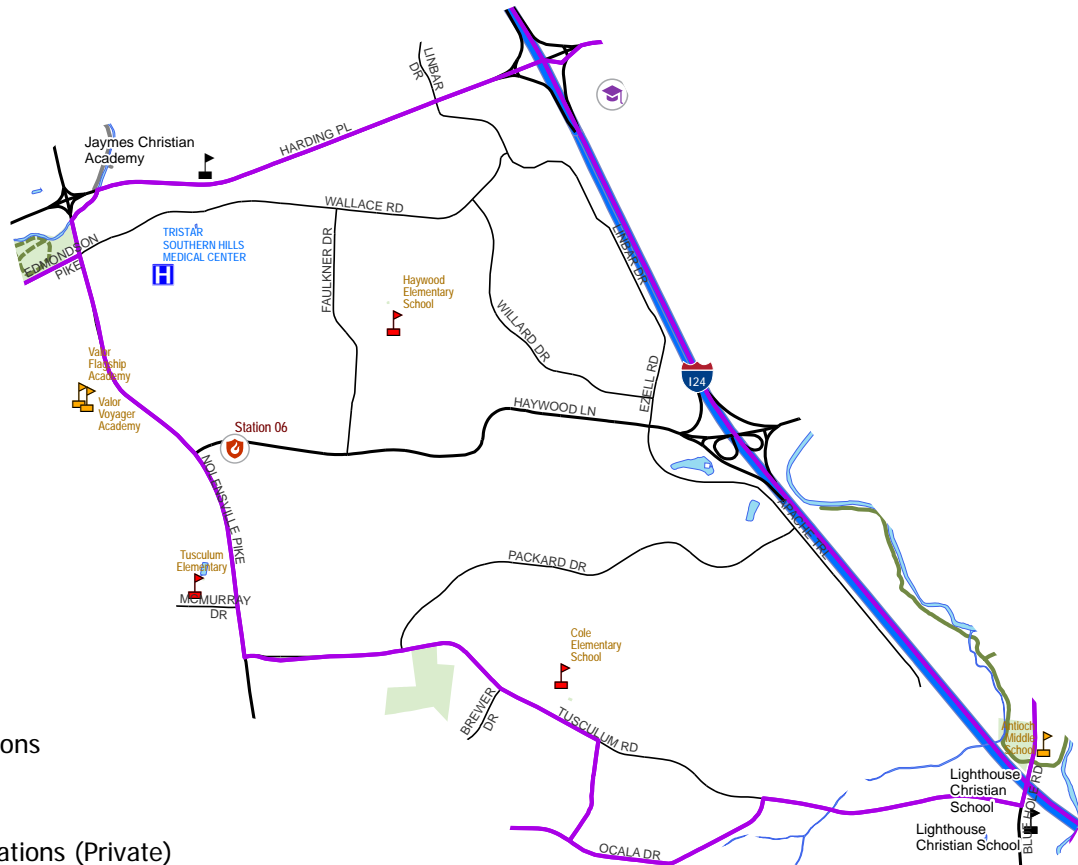 LINBAR
DR
Jaymes Christian
Academy
HARDING PL
WALLACE RD
TRISTAR
SOUTHERN HILLS
MEDICAL CENTER
H
EDMONDSON
PIKE
FAULKNER DR
LINBAR DR
Haywood
Elementary
School
WILLARD DR
Valor
Flagship
Academy
EZELL RD
I24
Valor
Voyager
Academy
HAYWOOD LN
Station 06
NOLENSVILLE PIKE
APACHE TRL
Tusculum
Elementary
PACKARD DR
MCMURRAY
DR
Cole
Elementary
School
BREWER
DR
TUSCULUM RD
ons
Antioch
Middle
School
Lighthouse
Christian
School
BLUE HOLE RD
Lighthouse
Christian School
OCALA DR
ations (Private)